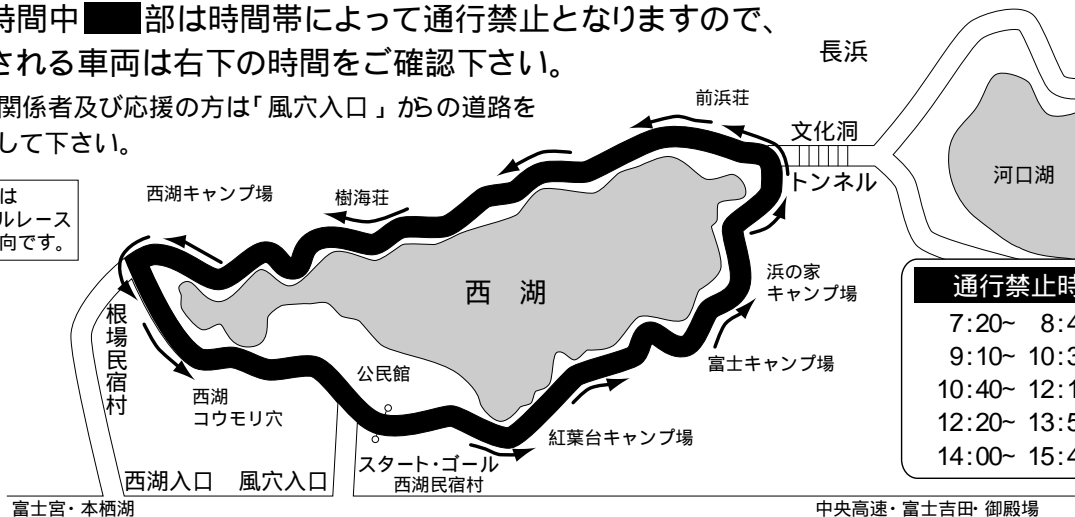 時間中 部は時間帯によって通行禁止となりますので、
される車両は右下の時間をご確認下さい。
関係者及び応援の方は「風穴入口」からの道路を
して下さい。
は
ルレース
向です。
長浜
前浜荘
文化洞
トンネル
河口湖
西湖キャンプ場
樹海荘
西 湖
浜の家
キャンプ場
富士キャンプ場
根場民宿村
西湖
コウモリ穴
公民館
紅葉台キャンプ場
スタート・ゴール
西湖民宿村
西湖入口 風穴入口
富士宮・本栖湖
中央高速・富士吉田・御殿場
通行禁止時
7:20~ 8:4
9:10~ 10:3
10:40~ 12:1
12:20~ 13:5
14:00~ 15:4